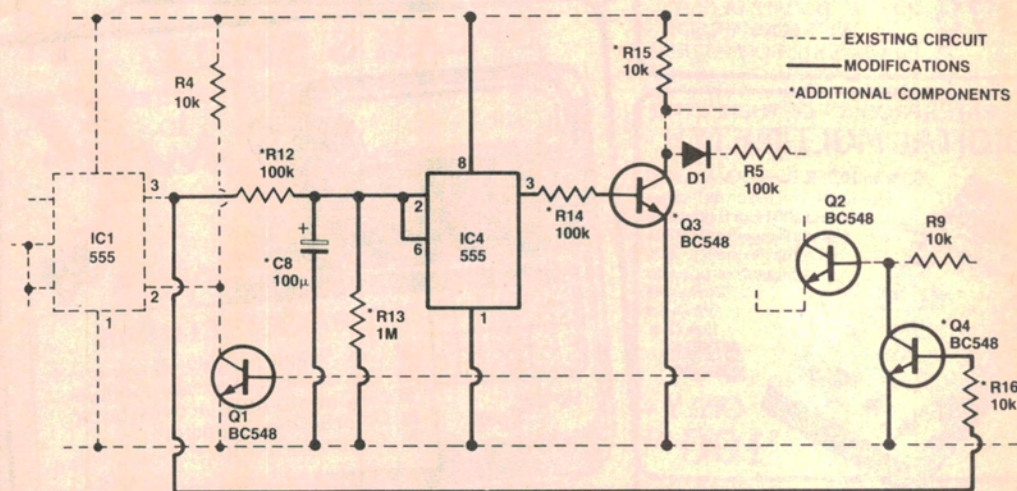 *R15
10k
EXISTING CIRCUIT
MODIFICATIONS
*ADDITIONAL COMPONENTS
R4
10k
*R12
100k
3
8
D1
R5
100k
IC1
555
2
6
IC4
555
3
*R14
100k
*Q3
BC548
Q2
BC548
R9
10k
+
*C8
100μ
2
1
*R13
1M
1
*Q4
BC548
*R16
10k
Q1
BC548